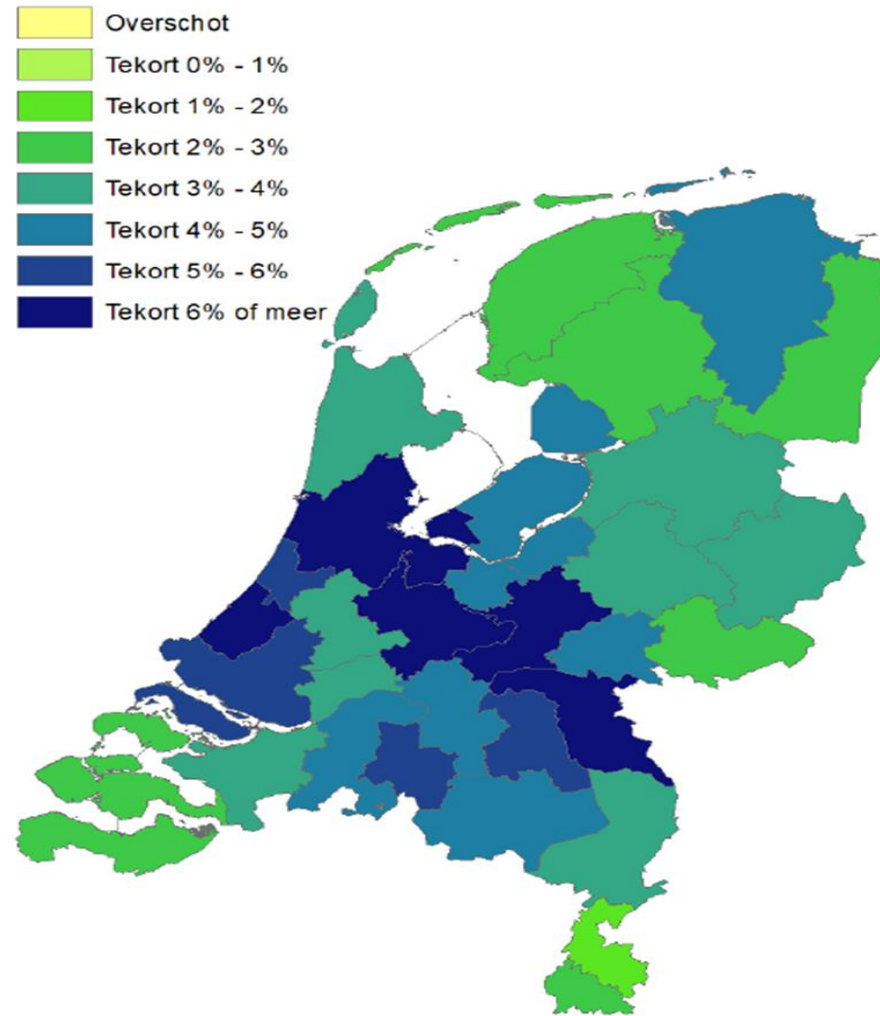 Overschot
Tekort 0% - 1%
Tekort 1% - 2%
Tekort 2% - 3%
Tekort 3% - 4%
Tekort 4% - 5%
Tekort 5% - 6%
Tekort 6% of meer